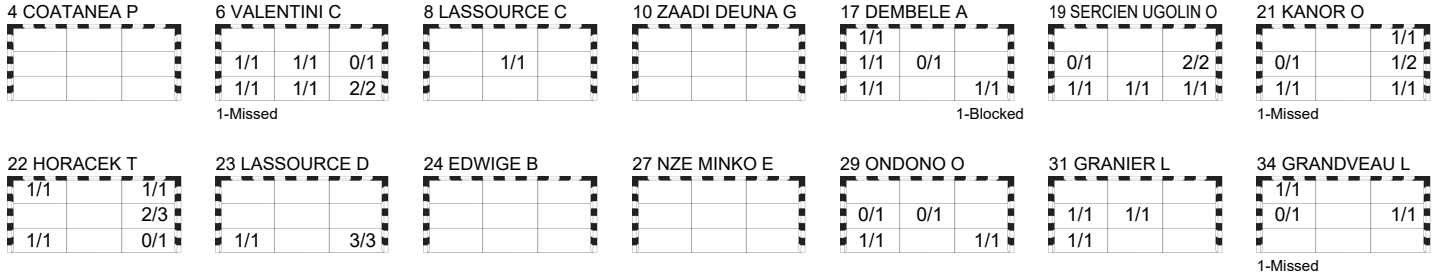 4 COATANEA P 6 VALENTINI C 8 LASSOURCE C 10 ZAADI DEUNA G 17 DEMBELE A 19 SERCIEN UGOLIN O 21 KANOR O
1/1 1/1
1/1 1/1 0/1 1/1 1/1 0/1 0/1 2/2 0/1 1/2
1/1 1/1 2/2 1/1 1/1 1/1 1/1 1/1 1/1 1/1
1-Missed 1-Blocked 1-Missed
22 HORACEK T 23 LASSOURCE D 24 EDWIGE B 27 NZE MINKO E 29 ONDONO O 31 GRANIER L 34 GRANDVEAU L
1/1 1/1 1/1
2/3 0/1 0/1 1/1 1/1 0/1 1/1
1/1 0/1 1/1 3/3 1/1 1/1 1/1
1-Missed